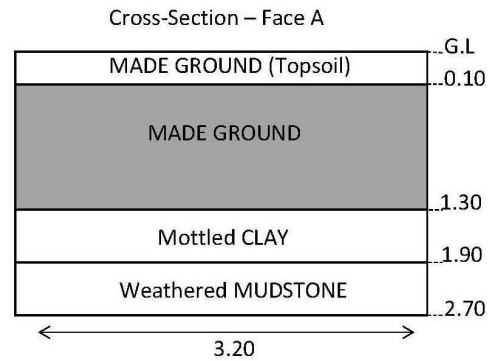 Cross-Section – Face A
G.L
MADE GROUND (Topsoil)
0.10
MADE GROUND
1.30
Mottled CLAY
1.90
Weathered MUDSTONE
2.70
3.20